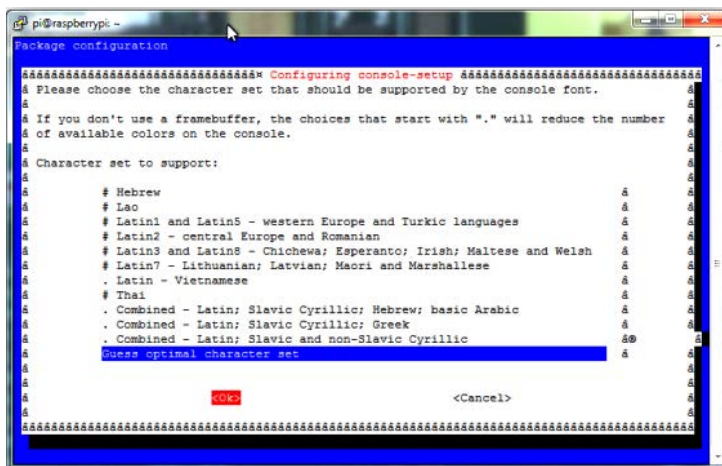 pi@raspberrypi: ~
Package configuration
Configuring console-setup
Please choose the character set that should be supported by the console font.
If you don't use a framebuffer, the choices that start with "." will reduce the number
of available colors on the console.
Character set to support:
# Hebrew
# Lao
# Latin1 and Latin5 - western Europe and Turkic languages
# Latin2 - central Europe and Romanian
# Latin3 and Latin8 - Chichewa; Esperanto; Irish; Maltese and Welsh
# Latin7 - Lithuanian; Latvian; Maori and Marshallese
. Latin - Vietnamese
# Thai
. Combined - Latin; Slavic Cyrillic; Hebrew; basic Arabic
. Combined - Latin; Slavic Cyrillic; Greek
. Combined - Latin; Slavic and non-Slavic Cyrillic
Guess optimal character set
<Ok> <Cancel>